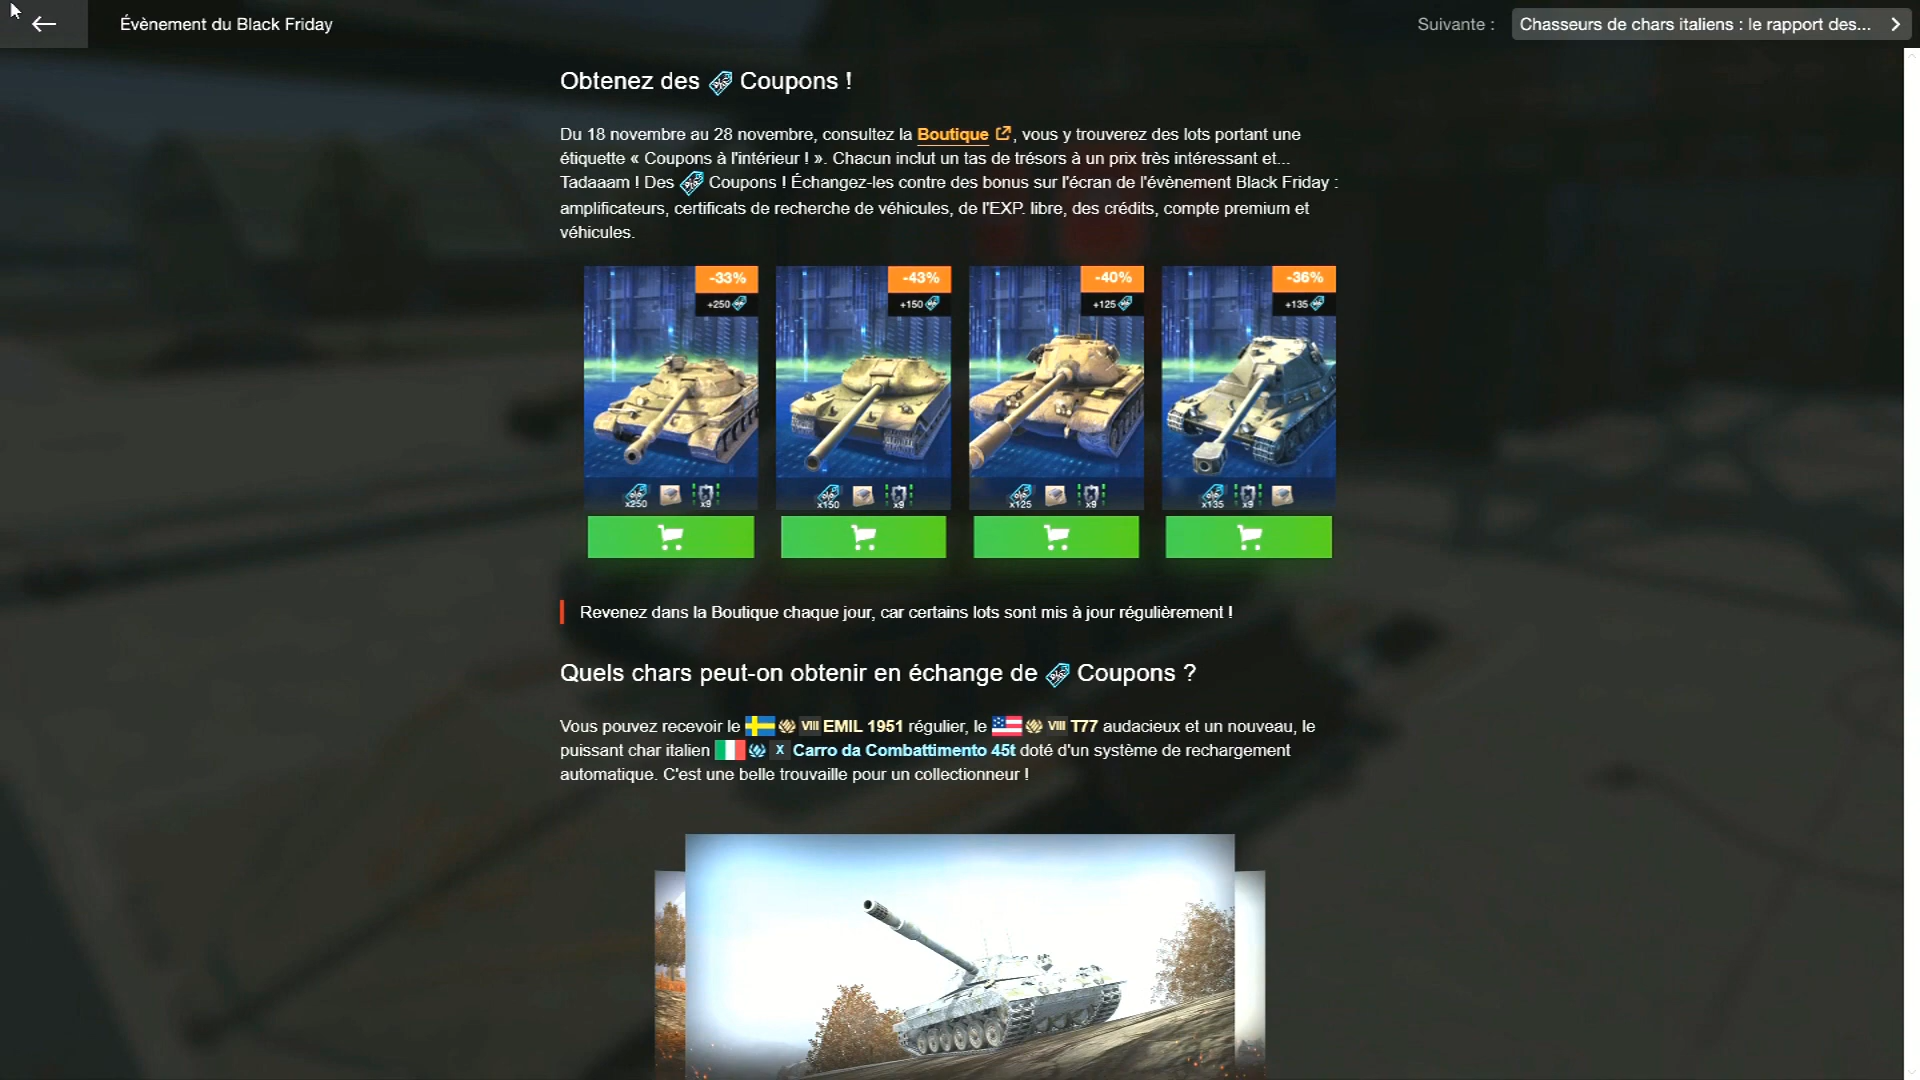 Évènement du Black Friday
Suivante :
Chasseurs de chars italiens : le rapport des...
Obtenez des Coupons !
Du 18 novembre au 28 novembre, consultez la Boutique, vous y trouverez des lots portant une
étiquette « Coupons à l'intérieur ! ». Chacun inclut un tas de trésors à un prix très intéressant et...
Tadaaam ! Des Coupons ! Échangez-les contre des bonus sur l'écran de l'évènement Black Friday :
amplificateurs, certificats de recherche de véhicules, de l'EXP. libre, des crédits, compte premium et
véhicules.
-33% -43% -40% -36%
+250 +150 +125 +135
x250 x9 x150 x9 x125 x9 x135 x9
Revenez dans la Boutique chaque jour, car certains lots sont mis à jour régulièrement !
Quels chars peut-on obtenir en échange de Coupons ?
Vous pouvez recevoir le VIII EMIL 1951 régulier, le VIII T77 audacieux et un nouveau, le
puissant char italien X Carro da Combattimento 45t doté d'un système de rechargement
automatique. C'est une belle trouvaille pour un collectionneur !